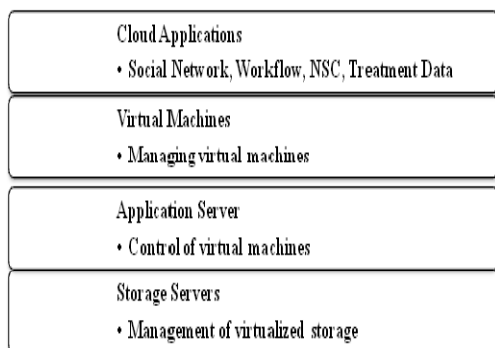 Cloud Applications
• Social Network, Workflow, NSC, Treatment Data
Virtual Machines
• Managing virtual machines
Application Server
• Control of virtual machines
Storage Servers
• Management of virtualized storage